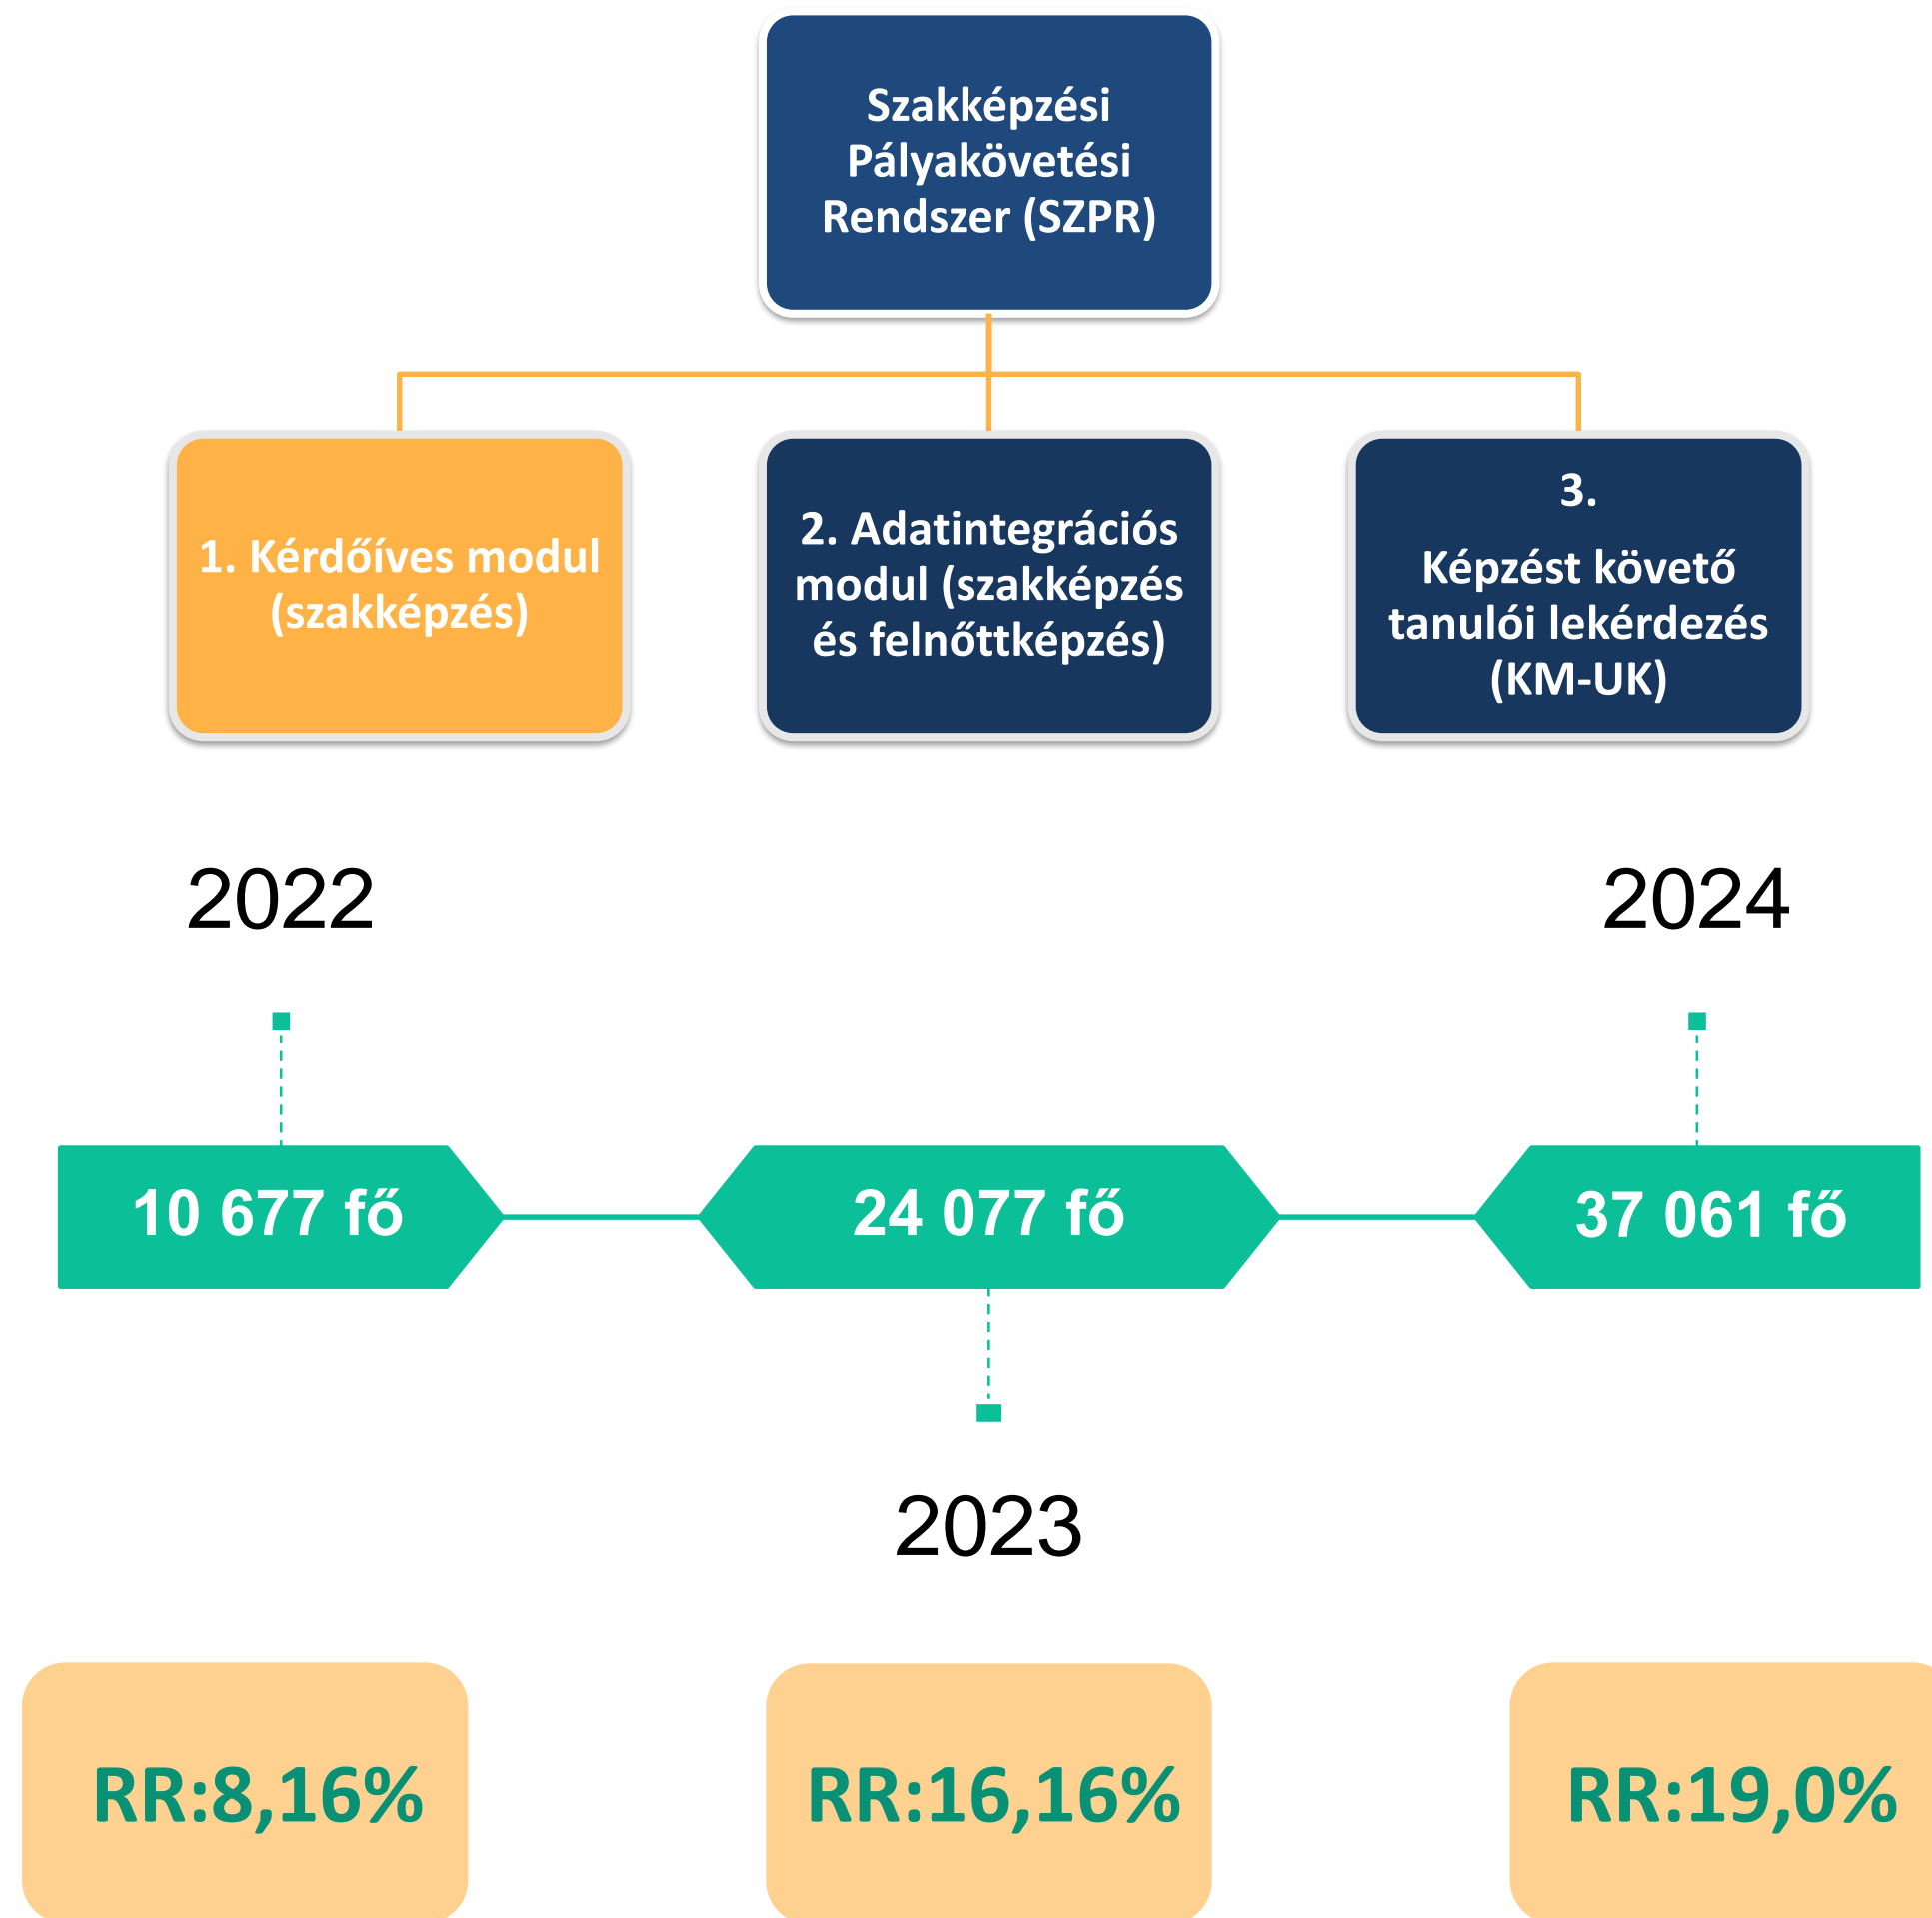 Szakképzési
Pályakövetési
Rendszer (SZPR)
1. Kérdőíves modul
(szakképzés)
2. Adatintegrációs
modul (szakképzés
és felnőttképzés)
3.
Képzést követő
tanulói lekérdezés
(KM-UK)
2022
2024
10 677 fő
24 077 fő
37 061 fő
2023
RR:8,16%
RR:16,16%
RR:19,0%